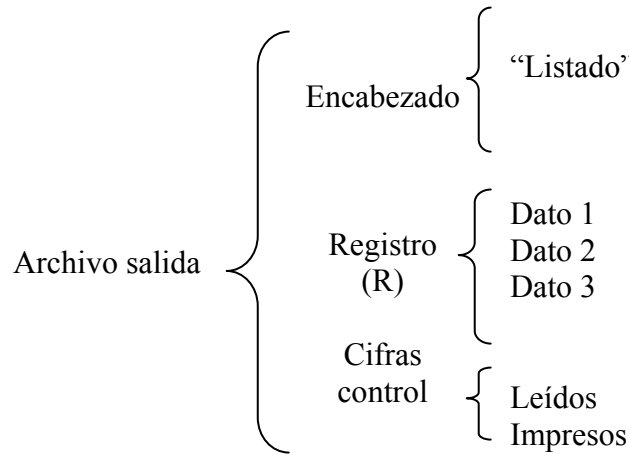 Archivo salida
Encabezado
“Listado”
Registro
(R)
Dato 1
Dato 2
Dato 3
Cifras
control
Leídos
Impresos